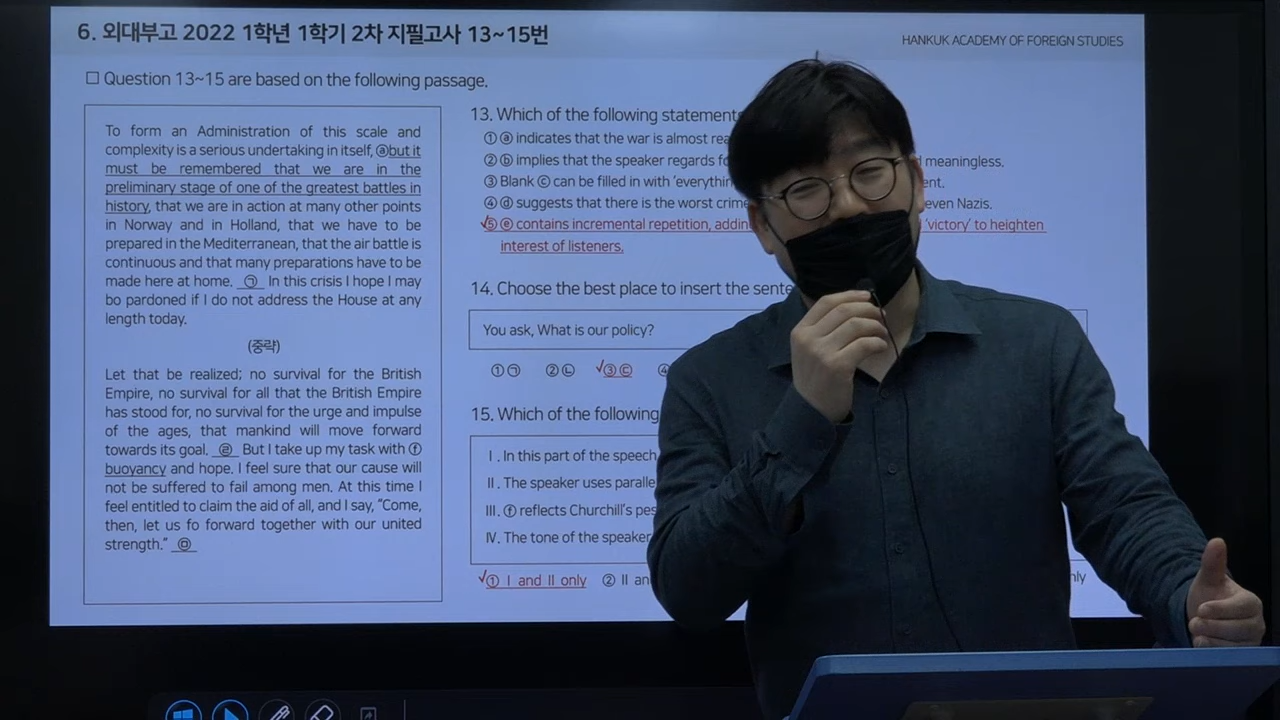 6. 외대부고 2022 1학년 1학기 2차 지필고사 13~15번
HANKUK ACADEMY OF FOREIGN STUDIES
☐ Question 13~15 are based on the following passage.
To form an Administration of this scale and
complexity is a serious undertaking in itself, ⓐbut it
must be remembered that we are in the
preliminary stage of one of the greatest battles in
history, that we are in action at many other points
in Norway and in Holland, that we have to be
prepared in the Mediterranean, that the air battle is
continuous and that many preparations have to be
made here at home. ㉠ In this crisis I hope I may
bo pardoned if I do not address the House at any
length today.
(중략)
Let that be realized; no survival for the British
Empire, no survival for all that the British Empire
has stood for, no survival for the urge and impulse
of the ages, that mankind will move forward
towards its goal. ㉣ But I take up my task with ⓕ
buoyancy and hope. I feel sure that our cause will
not be suffered to fail among men. At this time I
feel entitled to claim the aid of all, and I say, “Come,
then, let us fo forward together with our united
strength.” ㉤
13. Which of the following statements
① ⓐ indicates that the war is almost
② ⓑ implies that the speaker regards meaningless.
③ Blank ⓒ can be filled in with
④ ⓓ suggests that there is the worst even Nazis.
✓⑤ ⓔ contains incremental repetition, ‘victory’ to heighten
interest of listeners.
14. Choose the best place to insert the
You ask, What is our policy?
①㉠ ②㉡ ✓③㉢ ④
15. Which of the following
Ⅰ. In this part of the speech
Ⅱ. The speaker uses
Ⅲ. ⓕ reflects Churchill’s
Ⅳ. The tone of the speaker
✓① Ⅰ and Ⅱ only ② Ⅱ